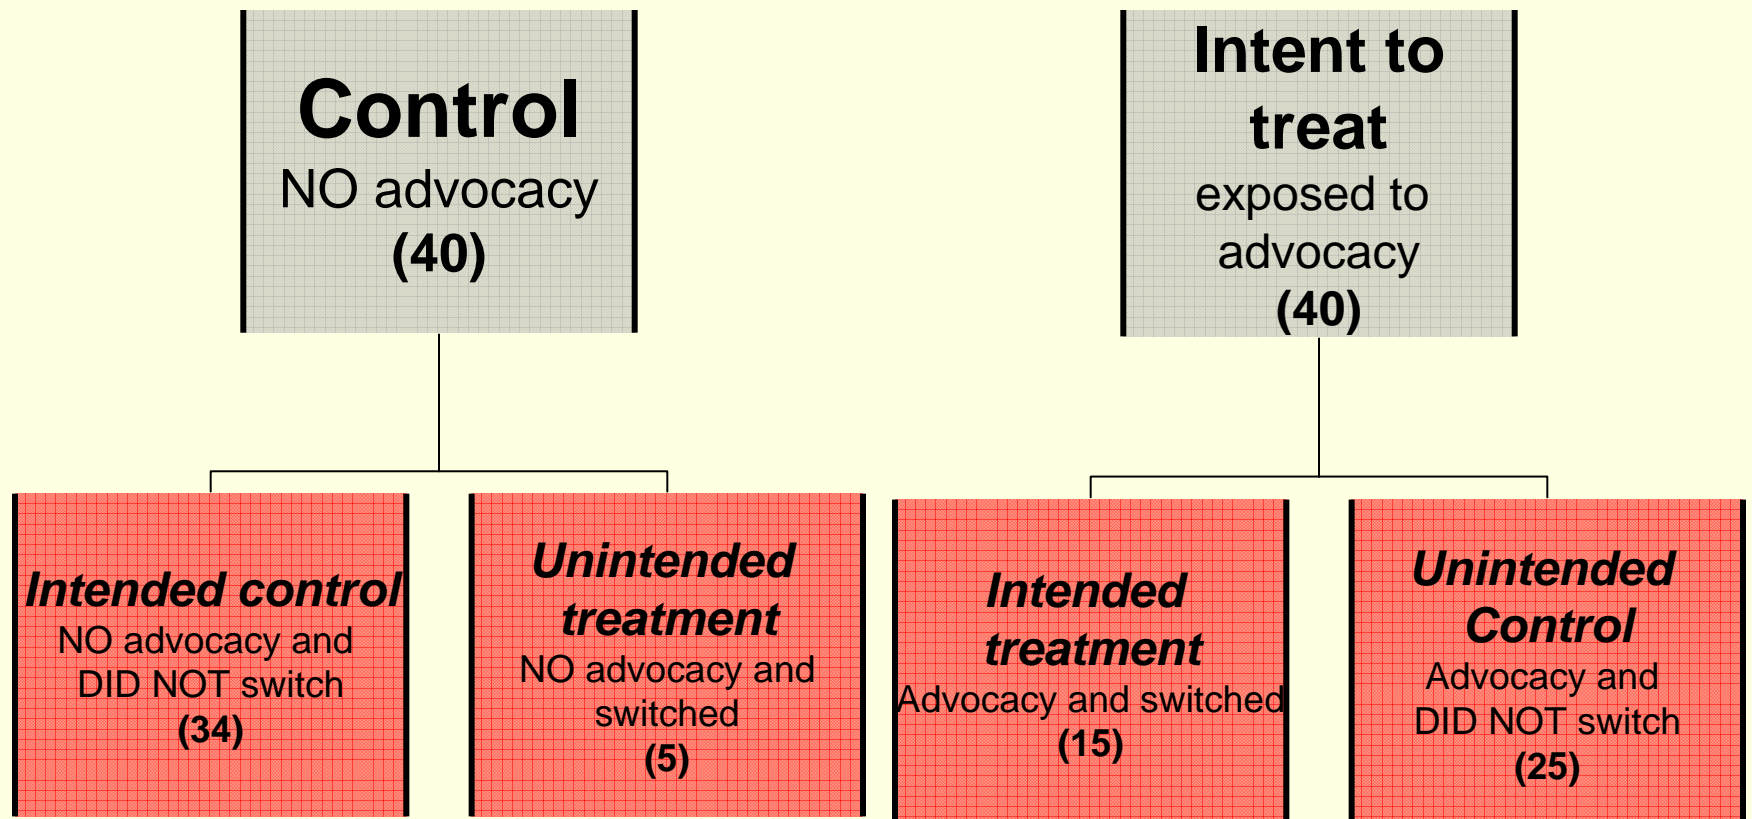 Control
NO advocacy
(40)
Intent to
treat
exposed to
advocacy
(40)
Intended control
NO advocacy and
DID NOT switch
(34)
Unintended
treatment
NO advocacy and
switched
(5)
Intended
treatment
Advocacy and switched
(15)
Unintended
Control
Advocacy and
DID NOT switch
(25)